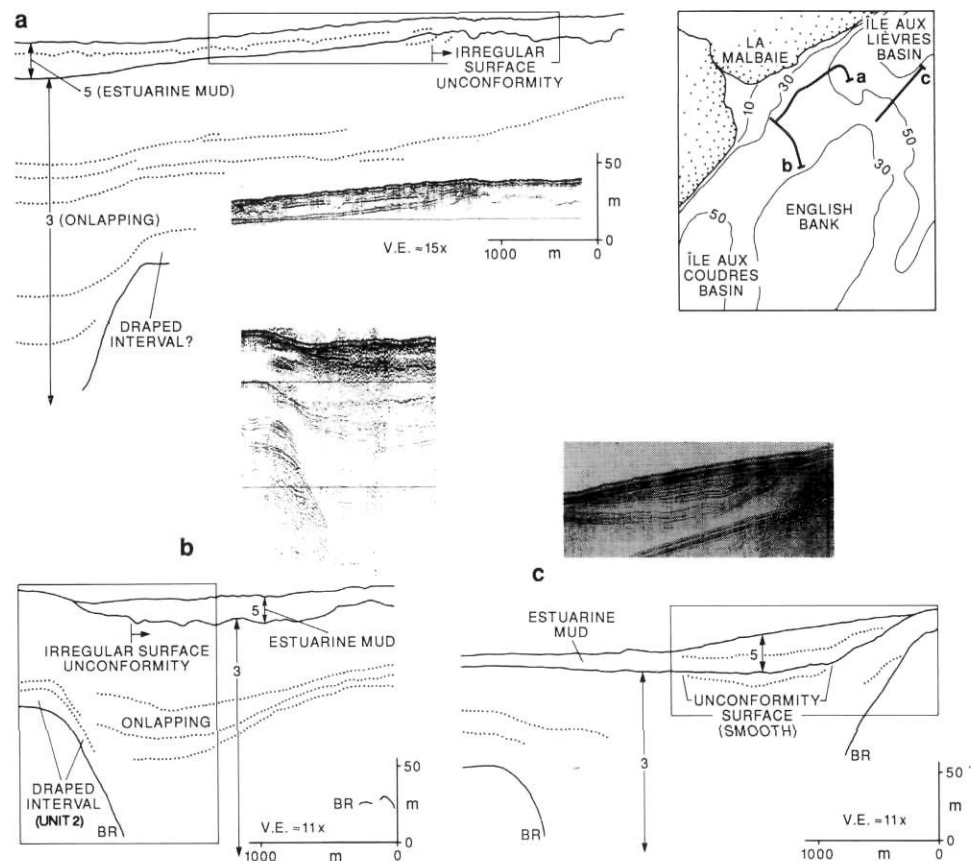 a
IRREGULAR
SURFACE
UNCONFORMITY
5 (ESTUARINE MUD)
3 (ONLAPPING)
DRAPED
INTERVAL?
50
m
0
V.E. ≈15x
1000
m
0
LA
MALBAIE
ÎLE AUX
LIÈVRES
BASIN
a
c
b
10
30
50
30
50
ENGLISH
BANK
ÎLE AUX
COUDRES
BASIN
b
5
ESTUARINE MUD
IRREGULAR SURFACE
UNCONFORMITY
3
ONLAPPING
DRAPED
INTERVAL
(UNIT 2)
BR
BR
50
m
0
V.E. ≈11x
1000
m
0
c
ESTUARINE
MUD
5
UNCONFORMITY
SURFACE
(SMOOTH)
3
BR
BR
50
m
0
V.E. ≈11x
1000
m
0